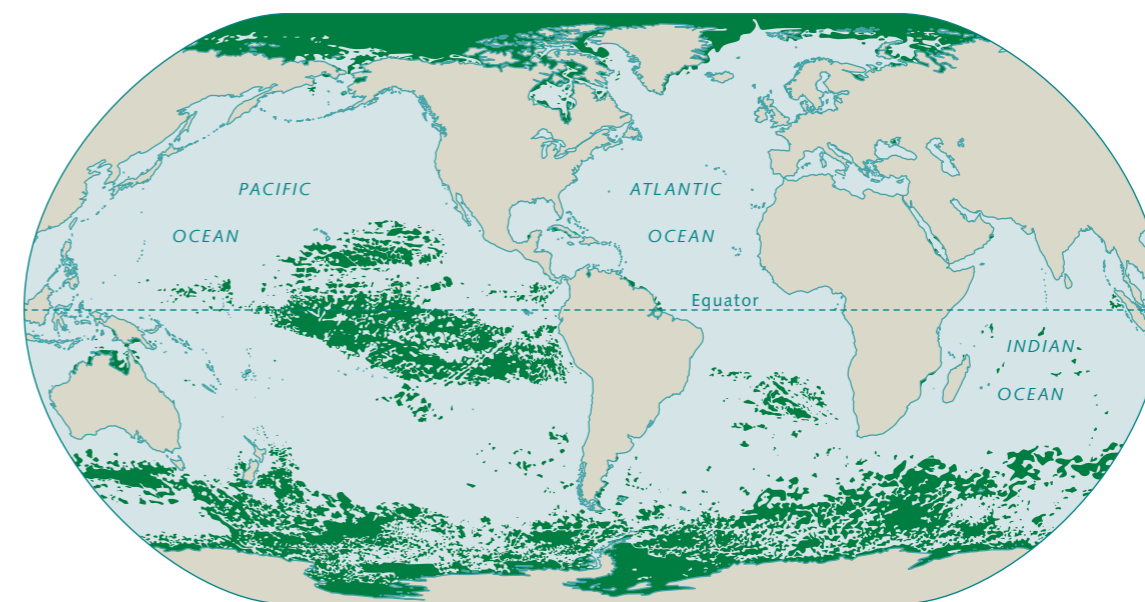 PACIFIC
OCEAN
ATLANTIC
OCEAN
Equator
INDIAN
OCEAN